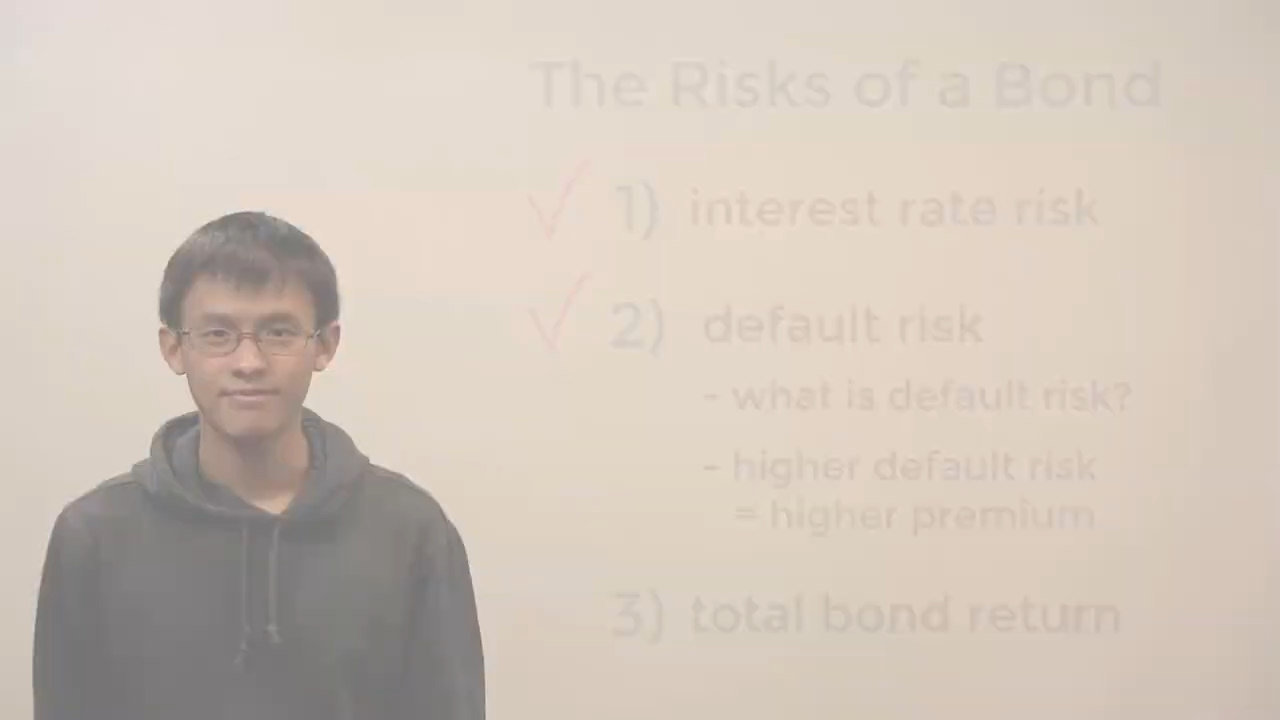 The Risks of a Bond
1) interest rate risk
2) default risk
- what is default risk?
- higher default risk
= higher premium
3) total bond return